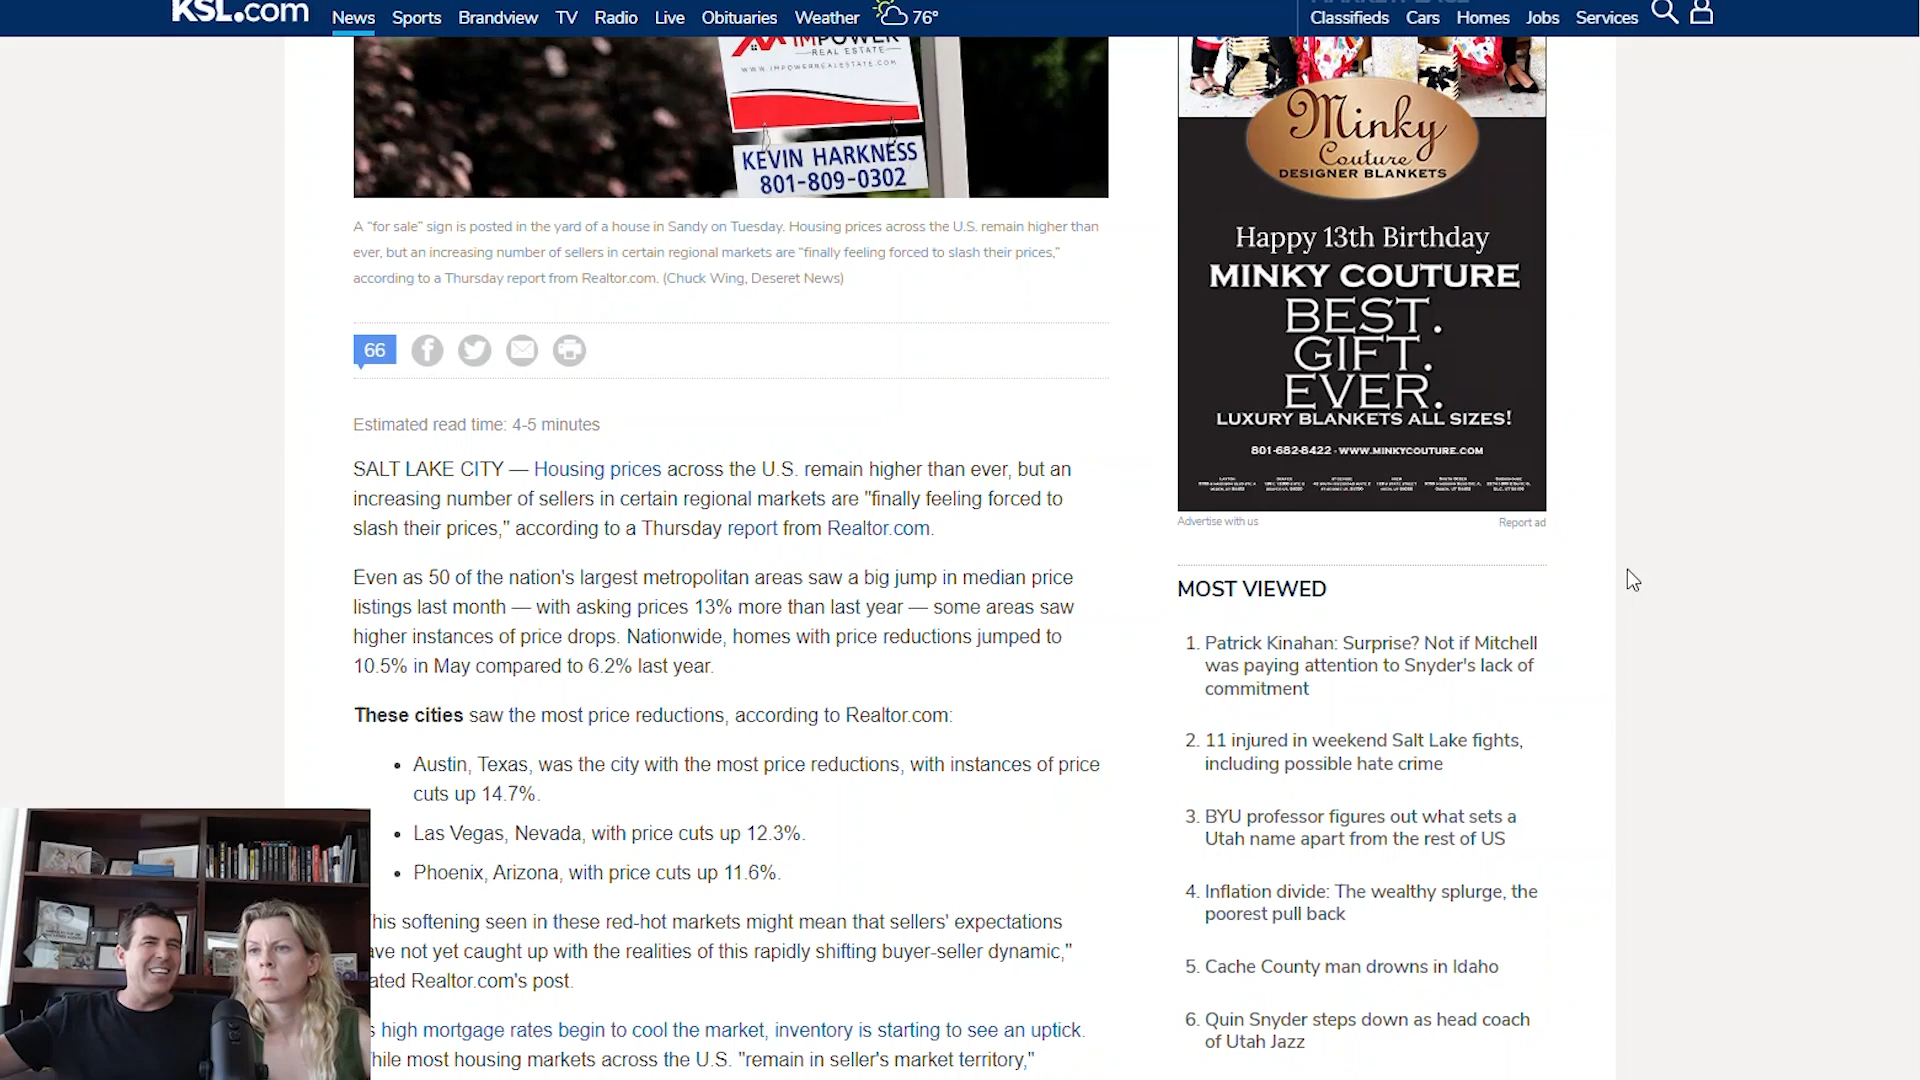 KSL.com News Sports Brandview TV Radio Live Obituaries Weather 76° Classifieds Cars Homes Jobs Services
IMPOWER
REAL ESTATE
WWW.IMPOWERREALESTATE.COM
KEVIN HARKNESS
801-809-0302
A “for sale” sign is posted in the yard of a house in Sandy on Tuesday. Housing prices across the U.S. remain higher than
ever, but an increasing number of sellers in certain regional markets are “finally feeling forced to slash their prices,”
according to a Thursday report from Realtor.com. (Chuck Wing, Deseret News)
66
Estimated read time: 4-5 minutes
SALT LAKE CITY — Housing prices across the U.S. remain higher than ever, but an
increasing number of sellers in certain regional markets are "finally feeling forced to
slash their prices," according to a Thursday report from Realtor.com.
Even as 50 of the nation's largest metropolitan areas saw a big jump in median price
listings last month — with asking prices 13% more than last year — some areas saw
higher instances of price drops. Nationwide, homes with price reductions jumped to
10.5% in May compared to 6.2% last year.
These cities saw the most price reductions, according to Realtor.com:
• Austin, Texas, was the city with the most price reductions, with instances of price
cuts up 14.7%.
• Las Vegas, Nevada, with price cuts up 12.3%.
• Phoenix, Arizona, with price cuts up 11.6%.
his softening seen in these red-hot markets might mean that sellers' expectations
ave not yet caught up with the realities of this rapidly shifting buyer-seller dynamic,"
ated Realtor.com's post.
s high mortgage rates begin to cool the market, inventory is starting to see an uptick.
hile most housing markets across the U.S. "remain in seller's market territory,"
Minky
Couture
DESIGNER BLANKETS
Happy 13th Birthday
MINKY COUTURE
BEST.
GIFT.
EVER.
LUXURY BLANKETS ALL SIZES!
801-682-8422 - WWW.MINKYCOUTURE.COM
Advertise with us Report ad
MOST VIEWED
1. Patrick Kinahan: Surprise? Not if Mitchell
was paying attention to Snyder's lack of
commitment
2. 11 injured in weekend Salt Lake fights,
including possible hate crime
3. BYU professor figures out what sets a
Utah name apart from the rest of US
4. Inflation divide: The wealthy splurge, the
poorest pull back
5. Cache County man drowns in Idaho
6. Quin Snyder steps down as head coach
of Utah Jazz